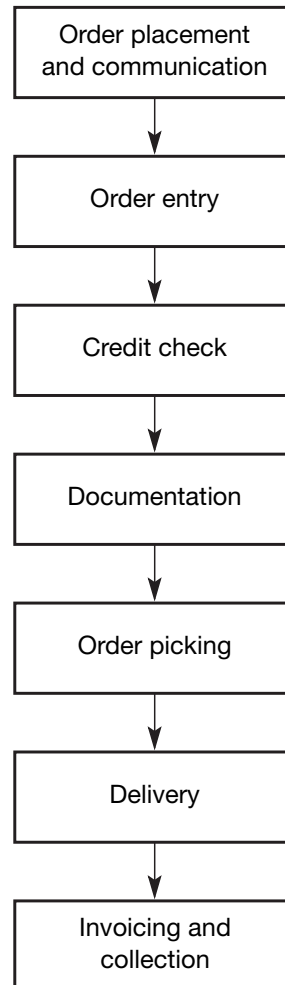 Order placement
and communication
Order entry
Credit check
Documentation
Order picking
Delivery
Invoicing and
collection